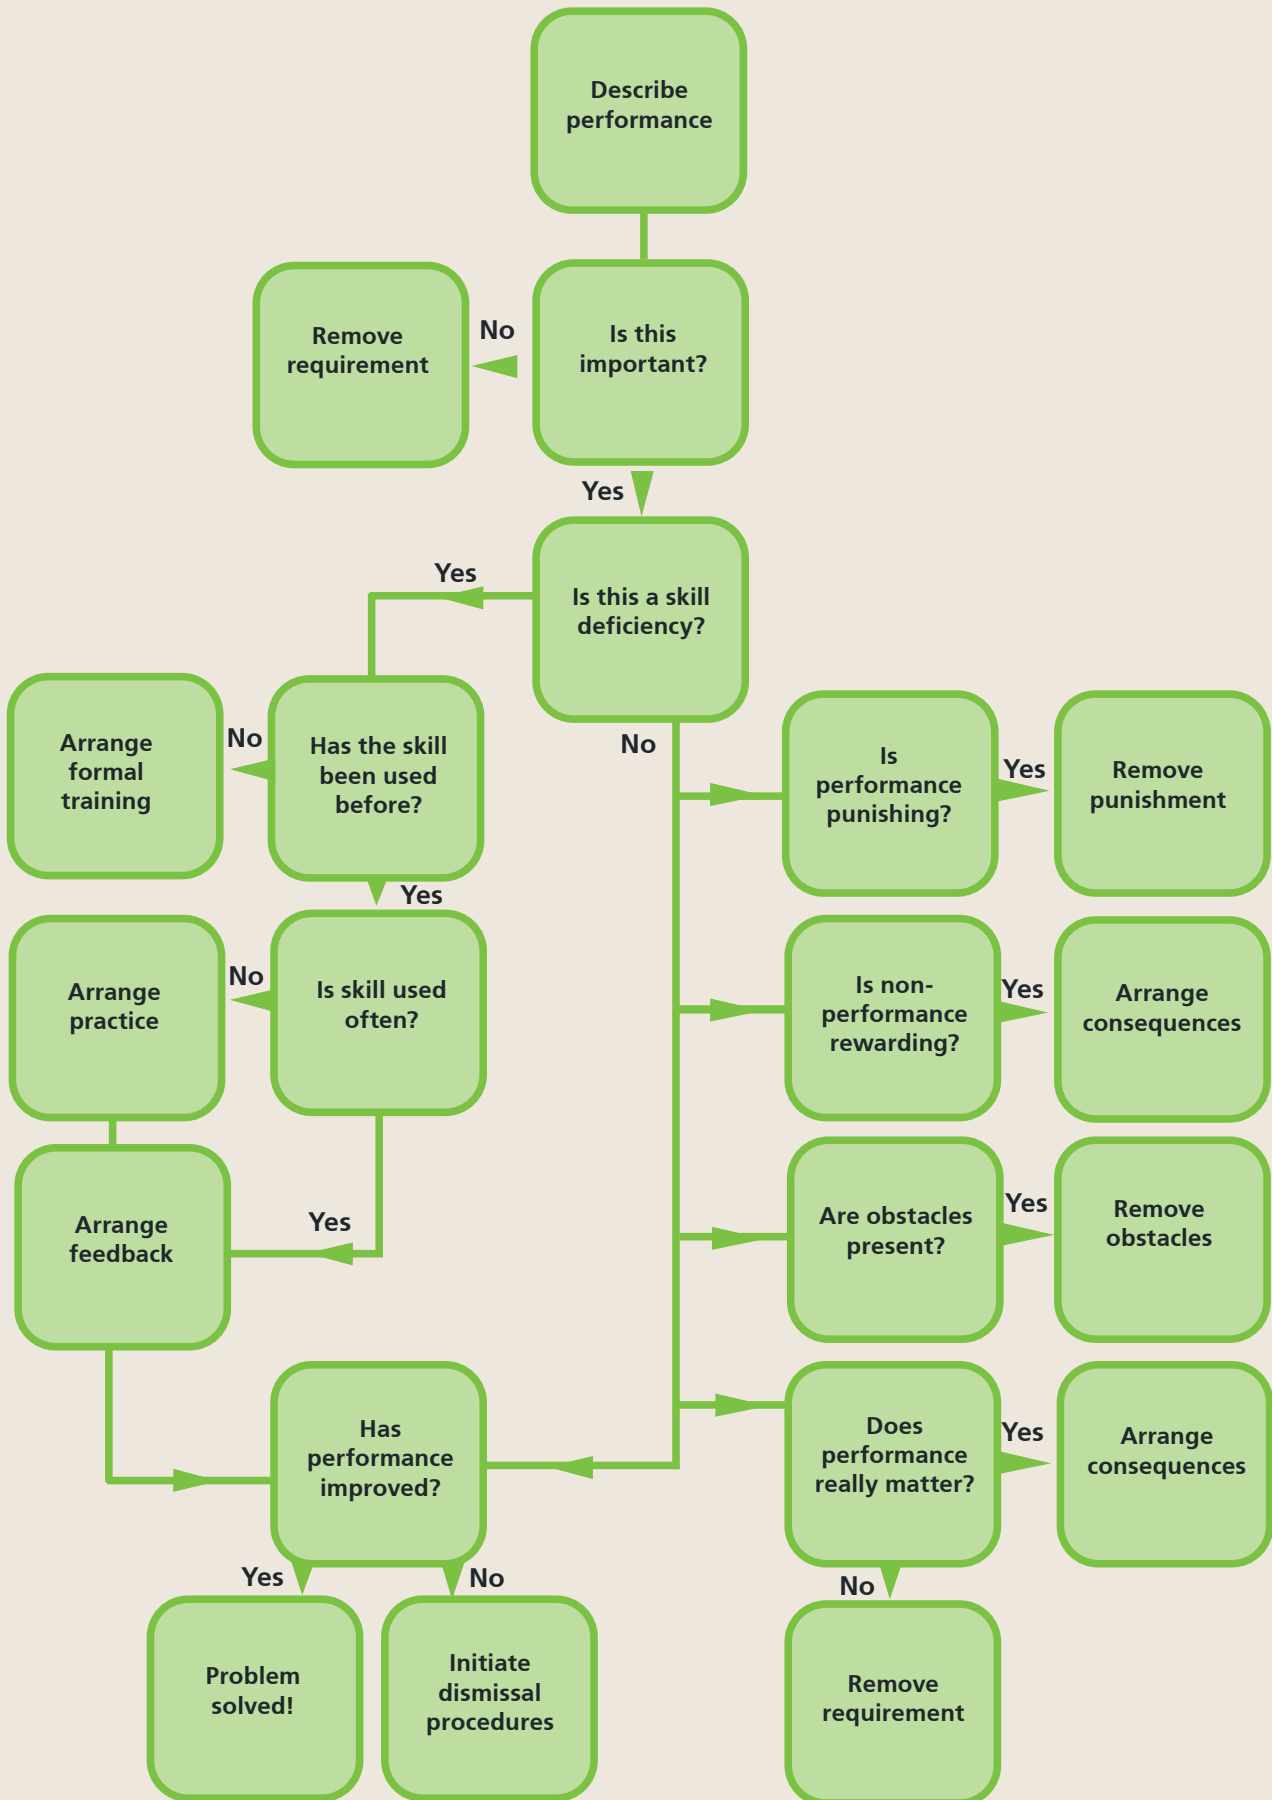 Describe
performance
Remove
requirement
No
Is this
important?
Yes
Yes
Is this a skill
deficiency?
Arrange
formal
training
No
Has the skill
been used
before?
No
Is
performance
punishing?
Yes
Remove
punishment
Yes
Arrange
practice
No
Is skill used
often?
Is non-
performance
rewarding?
Yes
Arrange
consequences
Arrange
feedback
Yes
Are obstacles
present?
Yes
Remove
obstacles
Has
performance
improved?
Does
performance
really matter?
Yes
Arrange
consequences
Yes
No
No
Problem
solved!
Initiate
dismissal
procedures
Remove
requirement